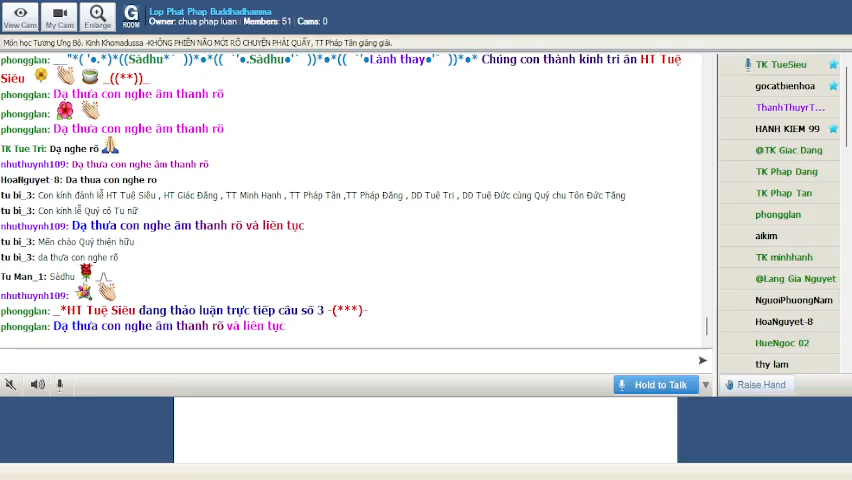 Lop Phat Phap Buddhadhamma
Owner: chua phap luan | Members: 51 | Cams: 0
View Cam
My Cam
Enlarge
G
ROOM
Môn học Tương Ưng Bộ. Kinh Khomadussa -KHÔNG PHIỀN NÃO MỚI RÕ CHUYỆN PHẢI QUẤY, TT Pháp Tân giảng giải.
phongglan: __"*( '●.*)*((Sàdhu*` ))*●*(( `'●.Sàdhu●'` ))*●*(( `'●Lành thay●'` ))*●* Chúng con thành kính tri ân HT Tuệ
Siêu _((**))_
phongglan: Dạ thưa con nghe âm thanh rõ
phongglan:
phongglan: Dạ thưa con nghe âm thanh rõ
TK Tue Tri: Dạ nghe rõ
nhuthuynh109: Dạ thưa con nghe âm thanh rõ
HoaNguyet-8: Da thua con nghe ro
tu bi_3: Con kính đảnh lễ HT Tuệ Siêu , HT Giác Đăng , TT Minh Hạnh , TT Pháp Tân ,TT Pháp Đăng , DD Tuệ Tri , DD Tuệ Đức cùng Quý chu Tôn Đức Tăng
tu bi_3: Con kính lễ Quý cô Tu nữ
nhuthuynh109: Dạ thưa con nghe âm thanh rõ và liên tục
tu bi_3: Mến chào Quý thiện hữu
tu bi_3: da thưa con nghe rõ
Tu Man_1: Sàdhu _/\_
nhuthuynh109:
phongglan: _*HT Tuệ Siêu đang thảo luận trực tiếp câu số 3 -(***)-
phongglan: Dạ thưa con nghe âm thanh rõ và liên tục
TK TueSieu
gocatbienhoa
ThanhThuyrT...
HANH KIEM 99
@TK Giac Dang
TK Phap Dang
TK Phap Tan
phongglan
aikim
TK minhhanh
@Lang Gia Nguyet
NguoiPhuongNam
HoaNguyet-8
HueNgoc 02
thy lam
Hold to Talk
Raise Hand